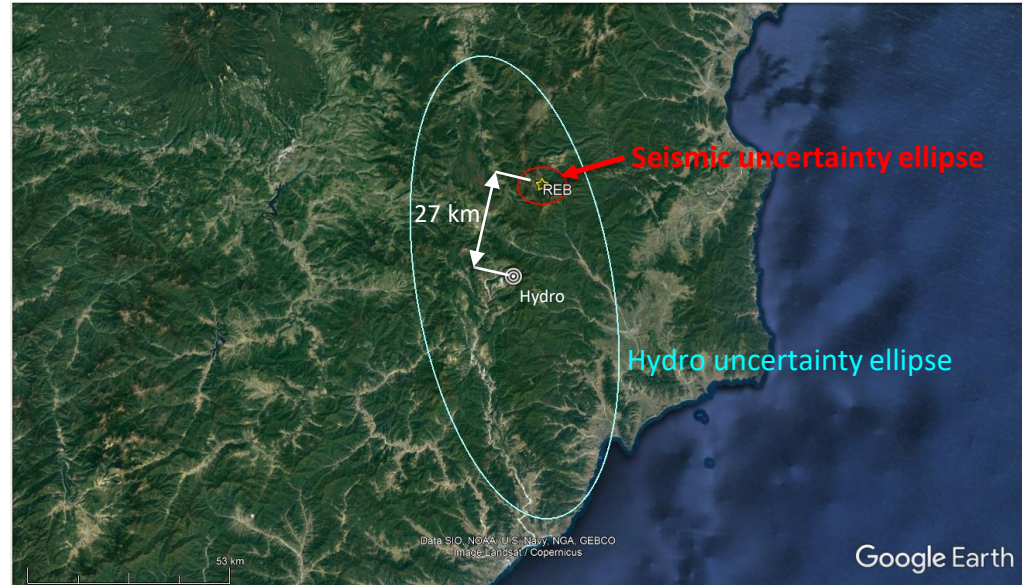 Seismic uncertainty ellipse
REB
27 km
Hydro
Hydro uncertainty ellipse
Data SIO, NOAA, U.S. Navy, NGA, GEBCO
Image Landsat / Copernicus
53 km
Google Earth